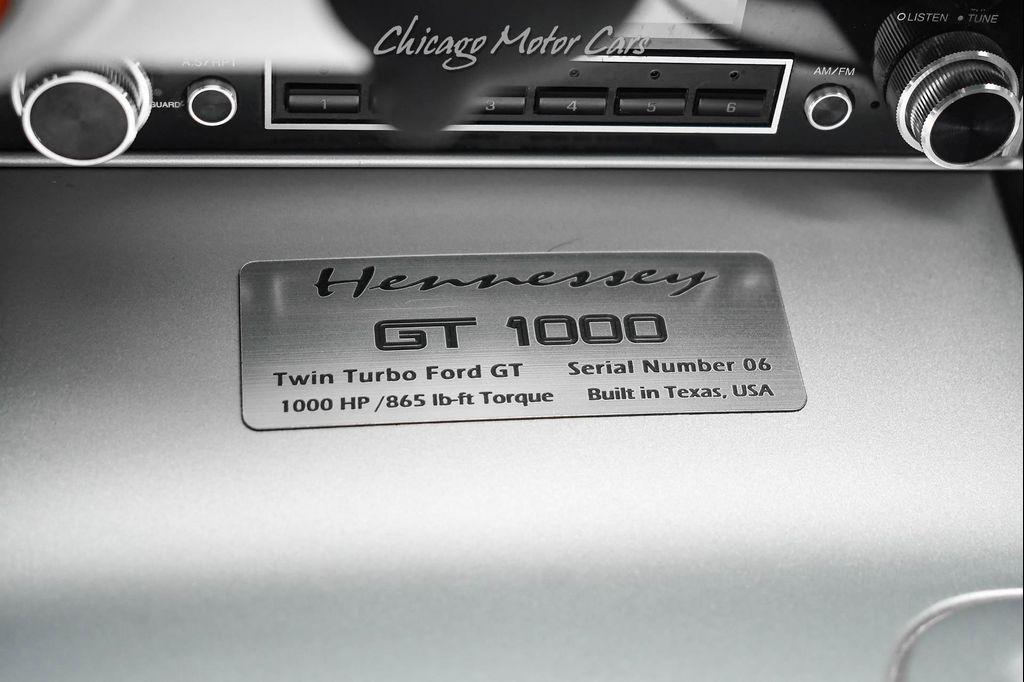 LISTEN TUNE
Chicago Motor Cars
A.S/RPT
AM/FM
GUARD
1 3 4 5 6
Hennessey
GT 1000
Twin Turbo Ford GT Serial Number 06
1000 HP /865 lb-ft Torque Built in Texas, USA